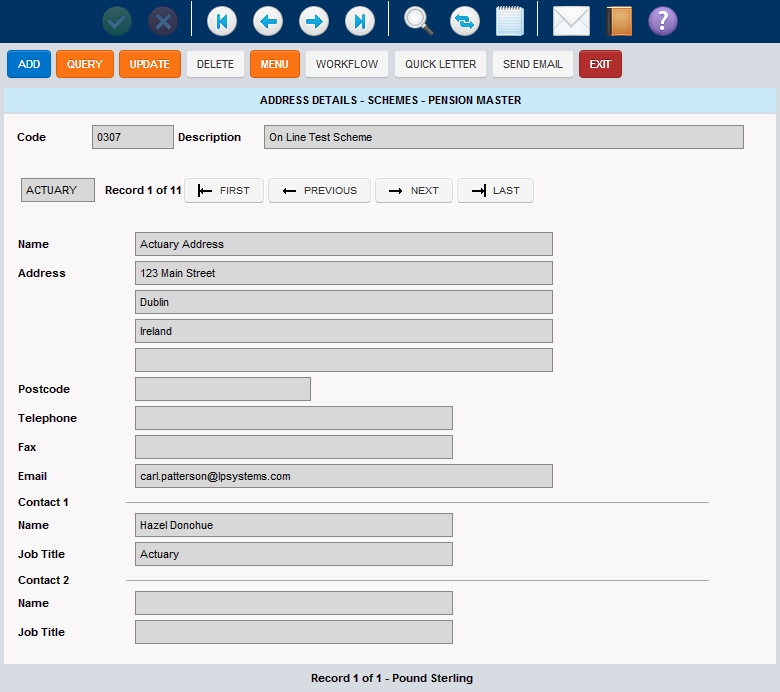 ADD QUERY UPDATE DELETE MENU WORKFLOW QUICK LETTER SEND EMAIL EXIT
ADDRESS DETAILS - SCHEMES - PENSION MASTER
Code 0307 Description On Line Test Scheme
ACTUARY Record 1 of 11 FIRST PREVIOUS NEXT LAST
Name Actuary Address
Address 123 Main Street
Dublin
Ireland
Postcode
Telephone
Fax
Email carl.patterson@lpsystems.com
Contact 1
Name Hazel Donohue
Job Title Actuary
Contact 2
Name
Job Title
Record 1 of 1 - Pound Sterling